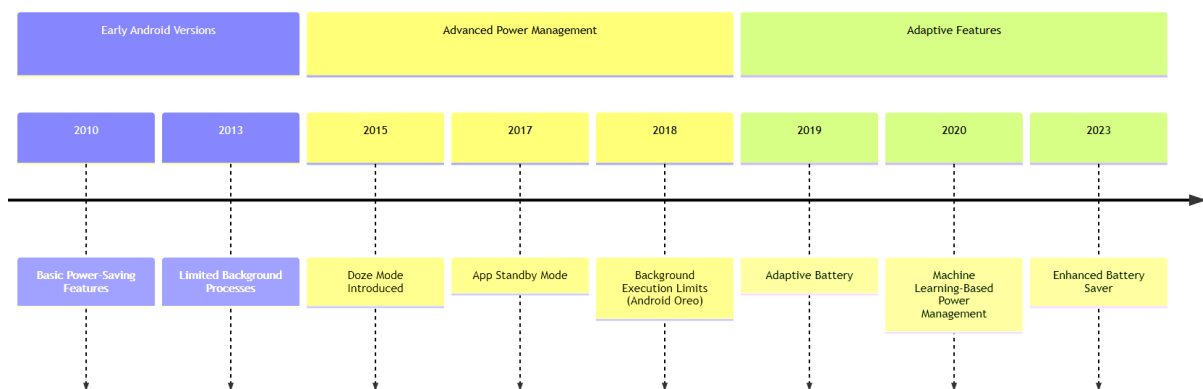 Early Android Versions
Advanced Power Management
Adaptive Features
2010
2013
2015
2017
2018
2019
2020
2023
Basic Power-Saving
Features
Limited Background
Processes
Doze Mode
Introduced
App Standby Mode
Background
Execution Limits
(Android Oreo)
Adaptive Battery
Machine
Learning-Based
Power
Management
Enhanced Battery
Saver